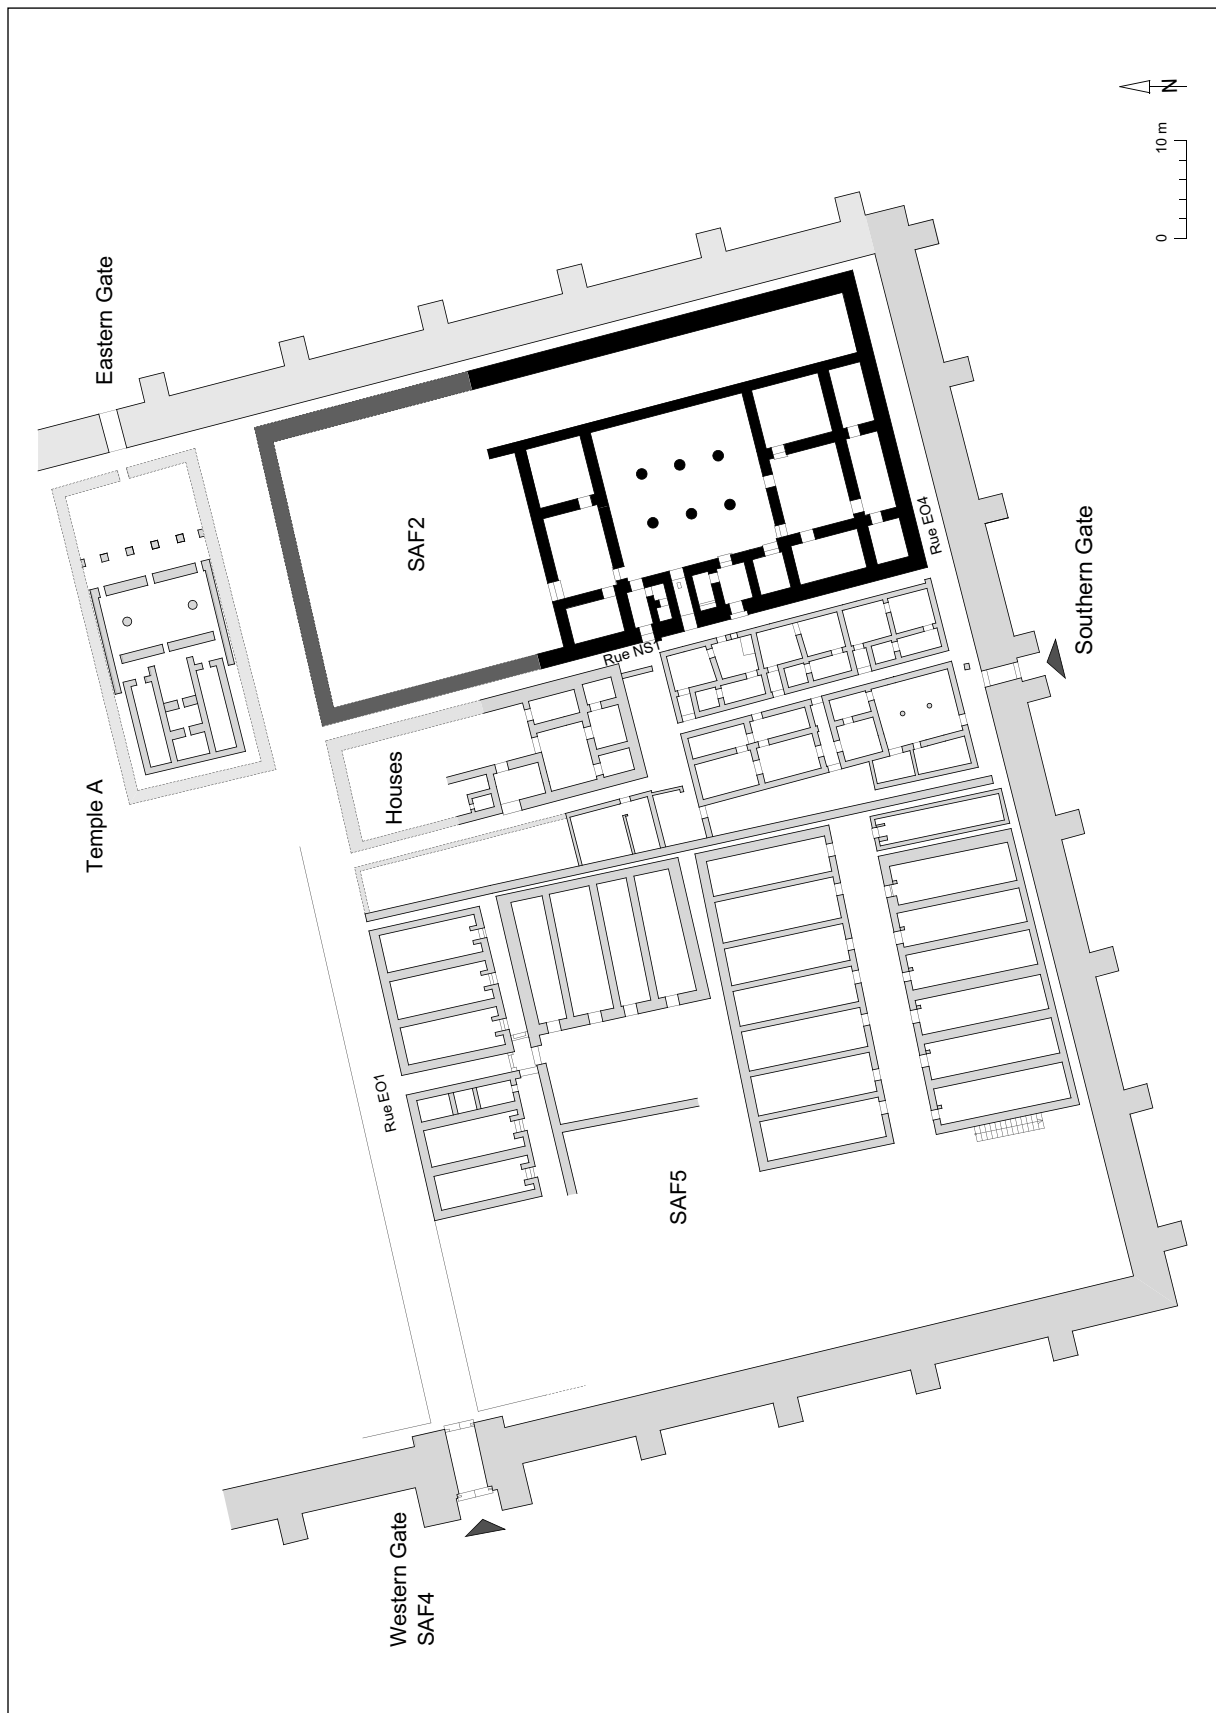 N
10 m
0
Eastern Gate
Temple A
SAF2
Rue EO4
Southern Gate
Rue NS1
Houses
Rue EO1
SAF5
Western Gate
SAF4